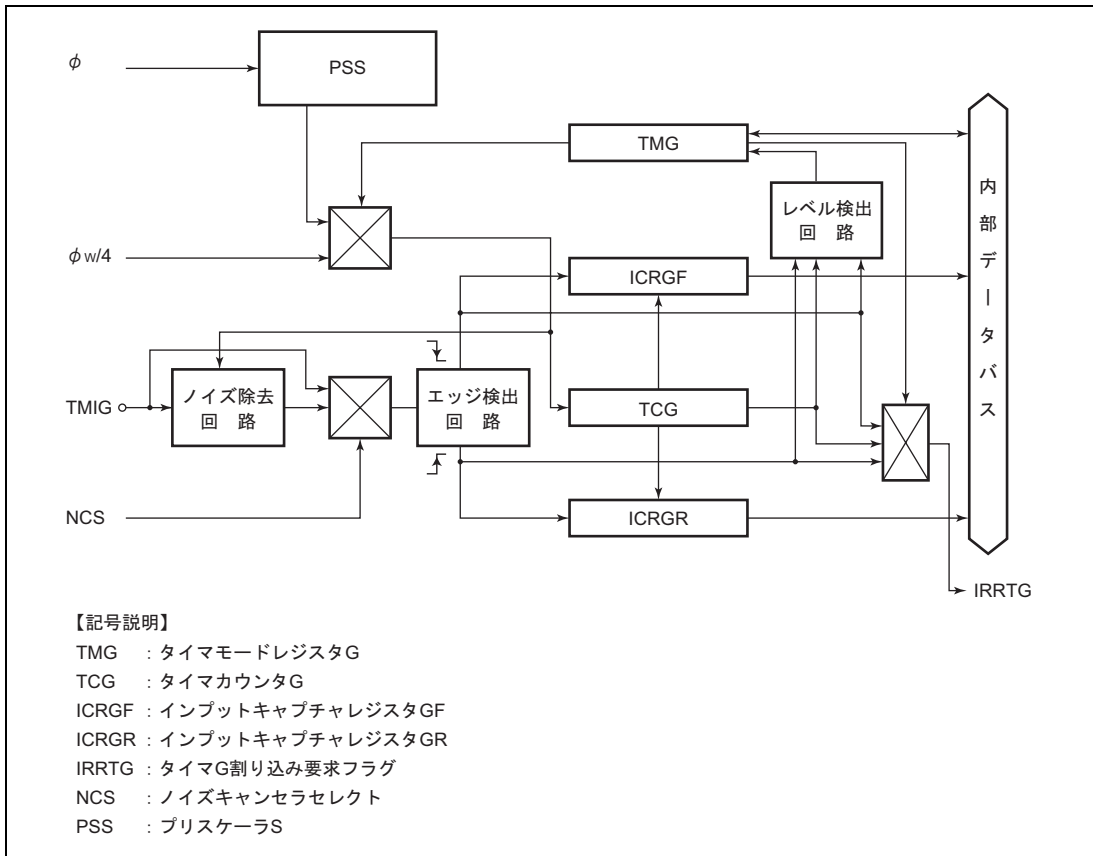 φ
PSS
TMG
内部データバス
レベル検出
回 路
φw/4
ICRGF
TMIG
ノイズ除去
回 路
エッジ検出
回 路
TCG
NCS
ICRGR
IRRTG
【記号説明】
TMG : タイマモードレジスタG
TCG : タイマカウンタG
ICRGF : インプットキャプチャレジスタGF
ICRGR : インプットキャプチャレジスタGR
IRRTG : タイマG割り込み要求フラグ
NCS : ノイズキャンセラセレクト
PSS : プリスケーラS